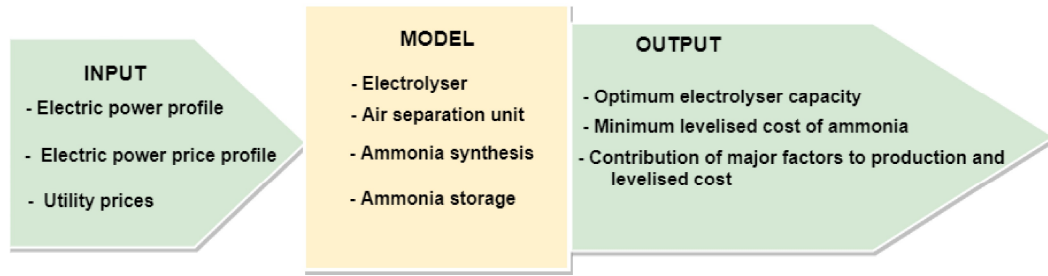 INPUT
- Electric power profile
- Electric power price profile
- Utility prices
MODEL
- Electrolyser
- Air separation unit
- Ammonia synthesis
- Ammonia storage
OUTPUT
- Optimum electrolyser capacity
- Minimum levelised cost of ammonia
- Contribution of major factors to production and
levelised cost